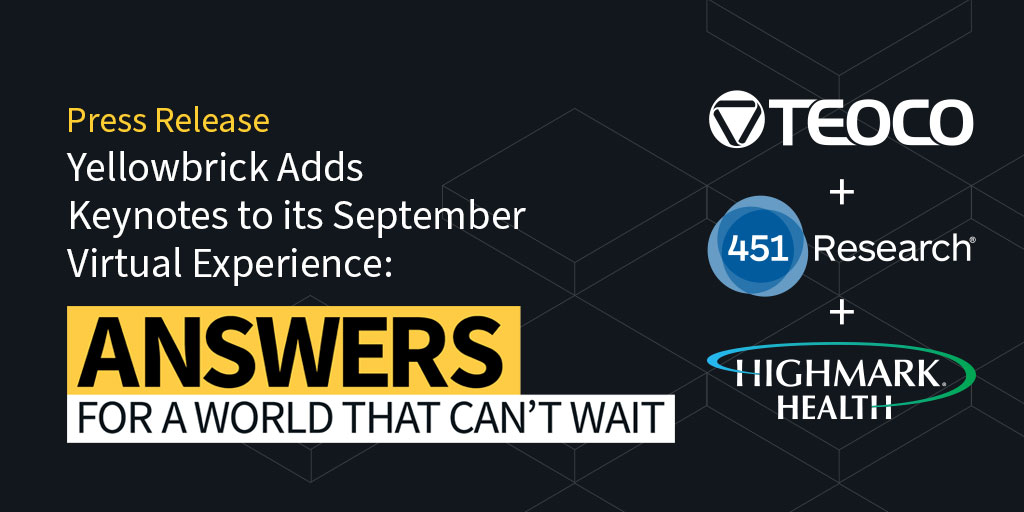 Press Release
Yellowbrick Adds
Keynotes to its September
Virtual Experience:
ANSWERS
FOR A WORLD THAT CAN’T WAIT
TEOCO
+
451 Research®
+
HIGHMARK®
HEALTH